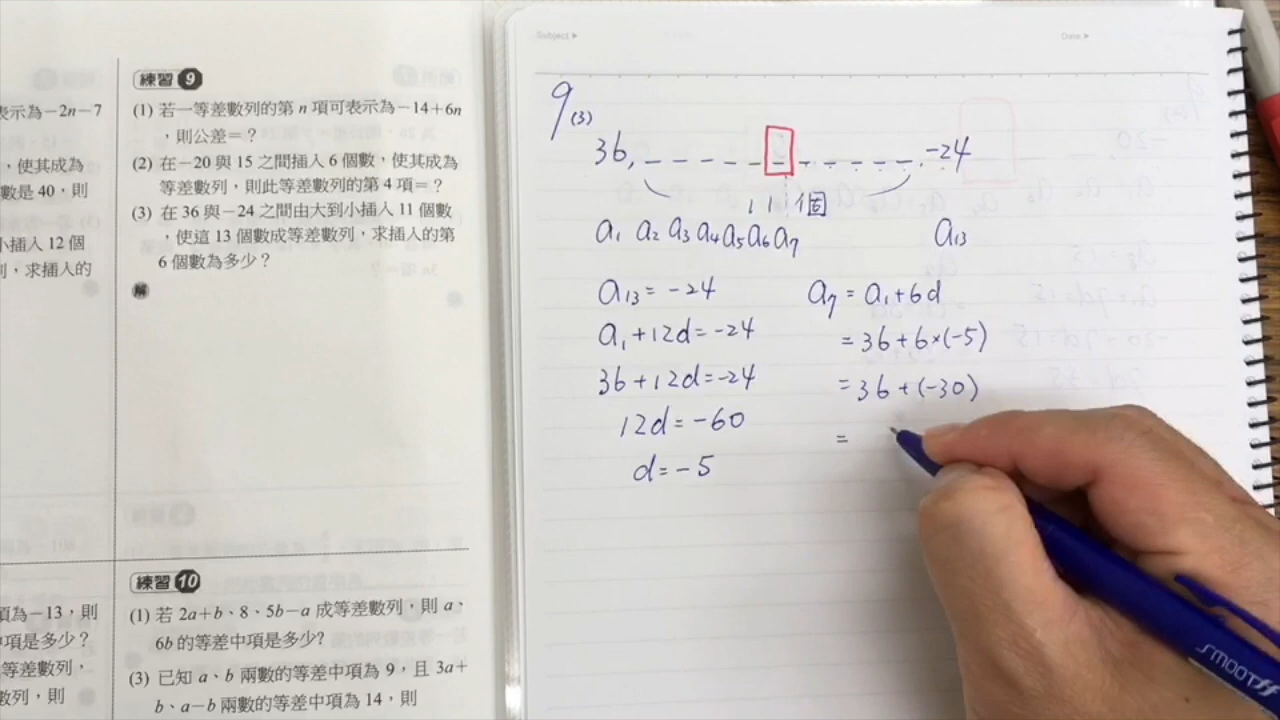 表示為−2n−7
，使其成為
數是 40，則
小插入 12 個
列，求插入的
練習 9
(1) 若一等差數列的第 n 項可表示為−14＋6n
，則公差＝？
(2) 在−20 與 15 之間插入 6 個數，使其成為
等差數列，則此等差數列的第 4 項＝？
(3) 在 36 與−24 之間由大到小插入 11 個數
，使這 13 個數成等差數列，求插入的第
6 個數為多少？
解
項為−13，則
中項是多少？
等差數列，
數列，則
練習 10
(1) 若 2a＋b、8、5b−a 成等差數列，則 a、
6b 的等差中項是多少?
(3) 已知 a、b 兩數的等差中項為 9，且 3a＋
b、a−b 兩數的等差中項為 14，則
Subject ▶
Date ▶
9(3)
36, _ _ _ _ _ _ _ _ _ _ _, −24
11個
a₁ a₂ a₃ a₄ a₅ a₆ a₇ a₁₃
a₁₃ = −24
a₁+12d=−24
36+12d=−24
12d=−60
d=−5
a₇ = a₁+6d
= 36+6×(−5)
= 36+(−30)
=